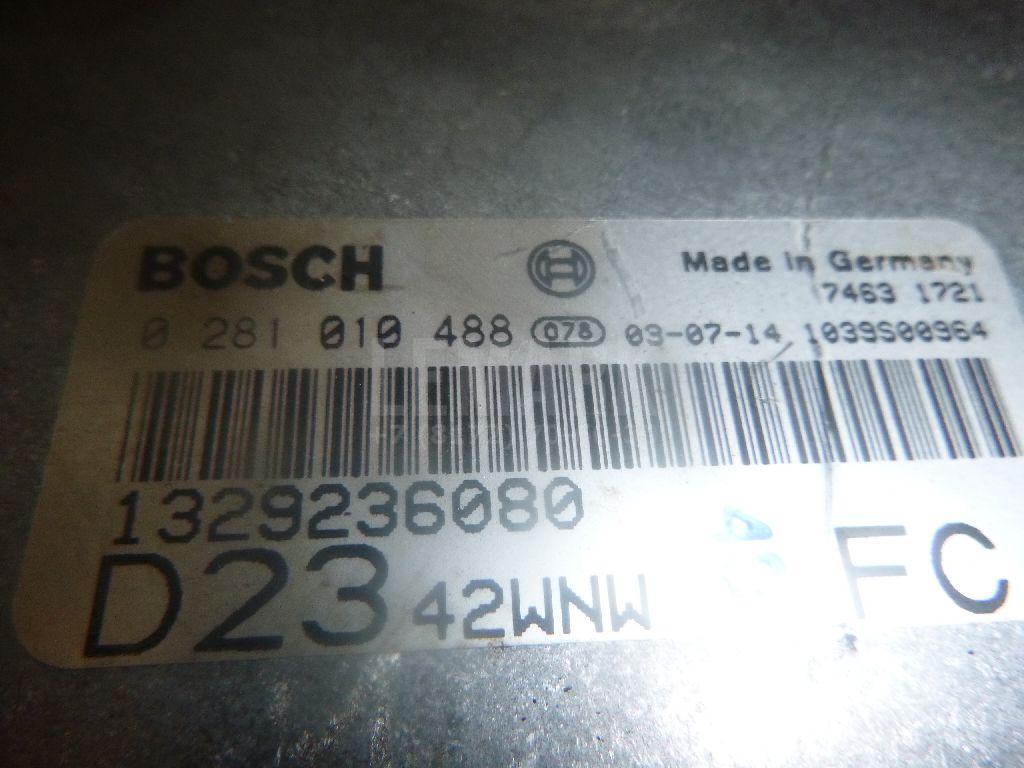 BOSCH
Made in Germany
7463 1721
0 281 010 488 078 03-07-14 1039S00964
1329236080
D23 42WNW FC